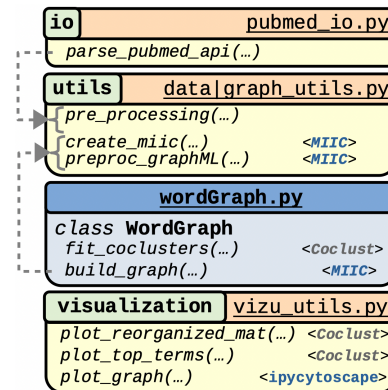 io pubmed_io.py
parse_pubmed_api(…)
utils data|graph_utils.py
pre_processing(…)
create_miic(…) <MIIC>
preproc_graphML(…) <MIIC>
wordGraph.py
class WordGraph
fit_coclusters(…) <Coclust>
build_graph(…) <MIIC>
visualization vizu_utils.py
plot_reorganized_mat(…) <Coclust>
plot_top_terms(…) <Coclust>
plot_graph(…) <ipycytoscape>